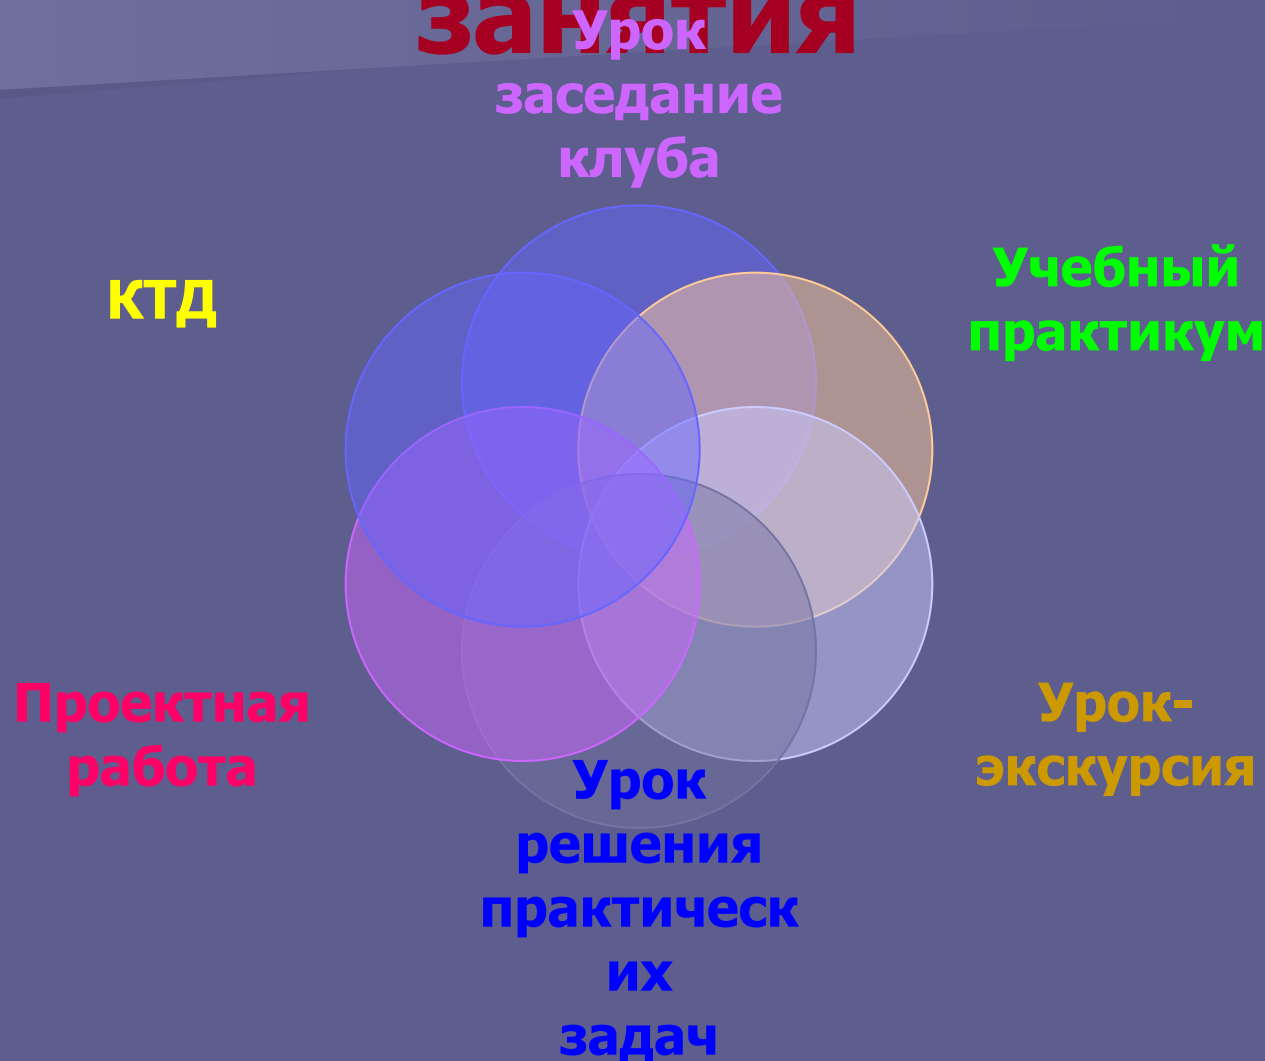 занятия
Урок
заседание
клуба
КТД
Учебный
практикум
Проектная
работа
Урок-
экскурсия
Урок
решения
практическ
их
задач